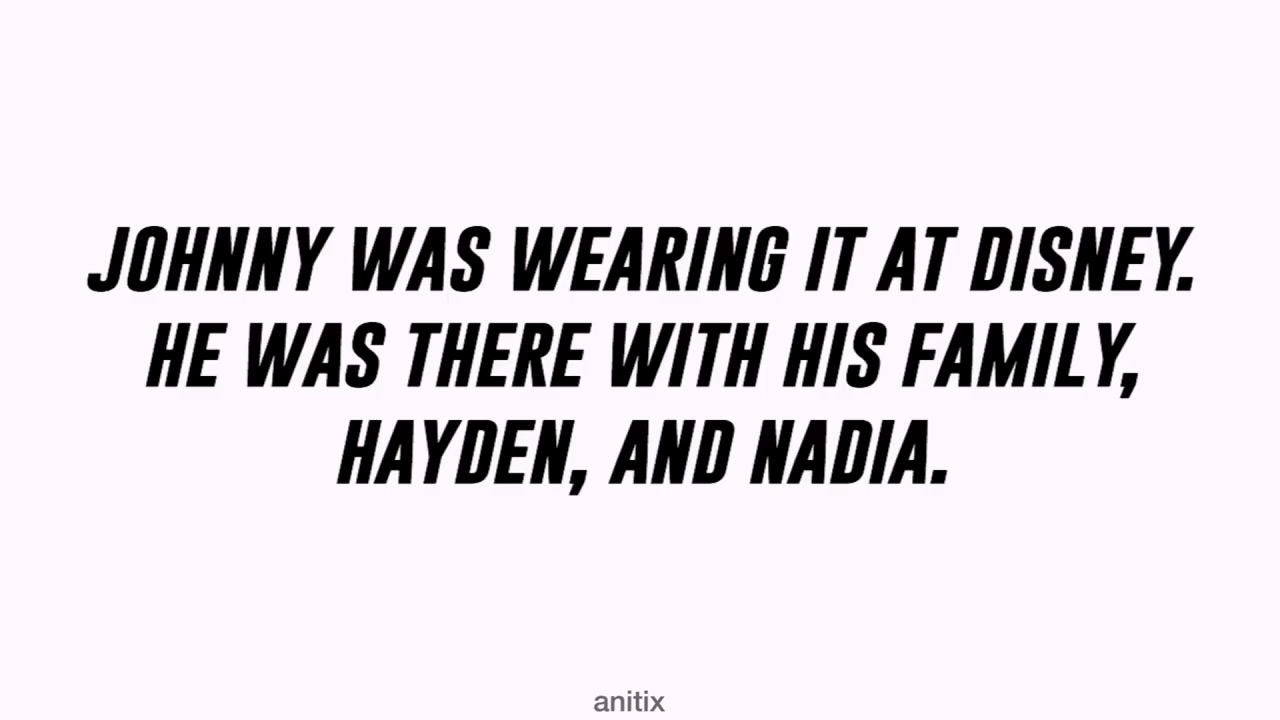 JOHNNY WAS WEARING IT AT DISNEY.
HE WAS THERE WITH HIS FAMILY,
HAYDEN, AND NADIA.
anitix